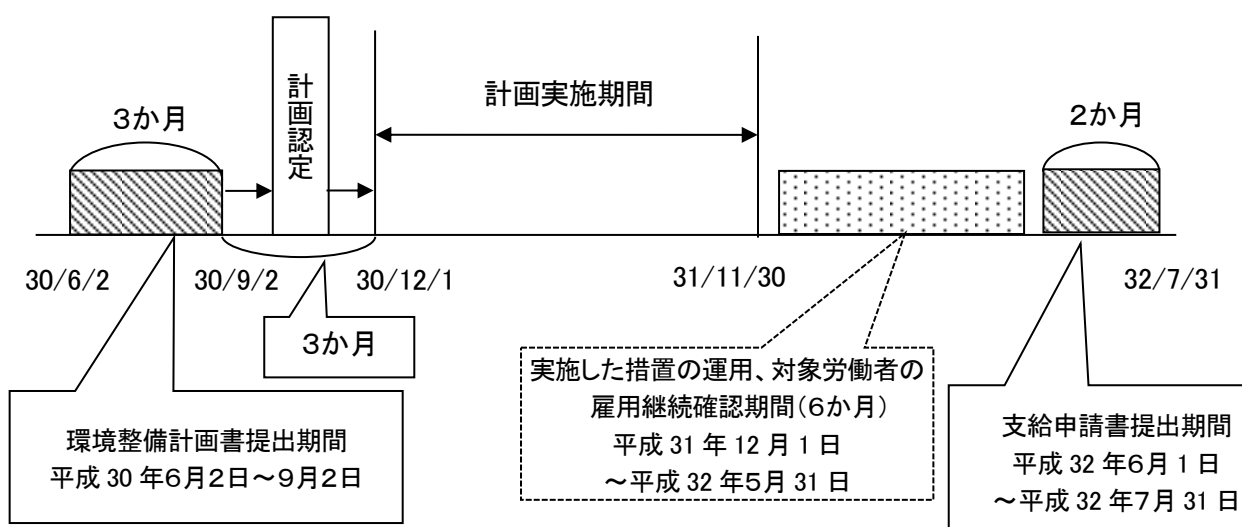 計画認定
計画実施期間
3か月
2か月
30/6/2
30/9/2
30/12/1
31/11/30
32/7/31
3か月
環境整備計画書提出期間
平成 30 年6月2日～9月2日
実施した措置の運用、対象労働者の
雇用継続確認期間(6か月)
平成 31 年 12 月 1 日
～平成 32 年5月 31 日
支給申請書提出期間
平成 32 年6月 1 日
～平成 32 年7月 31 日